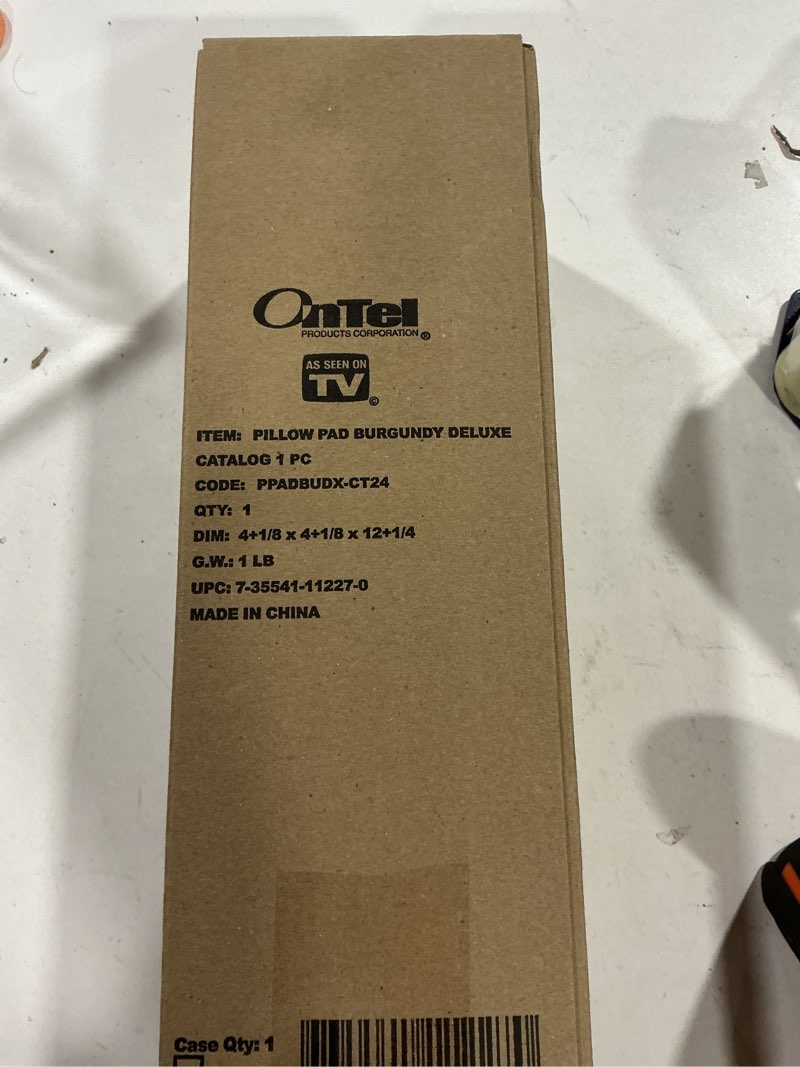 OnTel
PRODUCTS CORPORATION ®
AS SEEN ON
TV
©
ITEM: PILLOW PAD BURGUNDY DELUXE
CATALOG 1 PC
CODE: PPADBUDX-CT24
QTY: 1
DIM: 4+1/8 x 4+1/8 x 12+1/4
G.W.: 1 LB
UPC: 7-35541-11227-0
MADE IN CHINA
Case Qty: 1